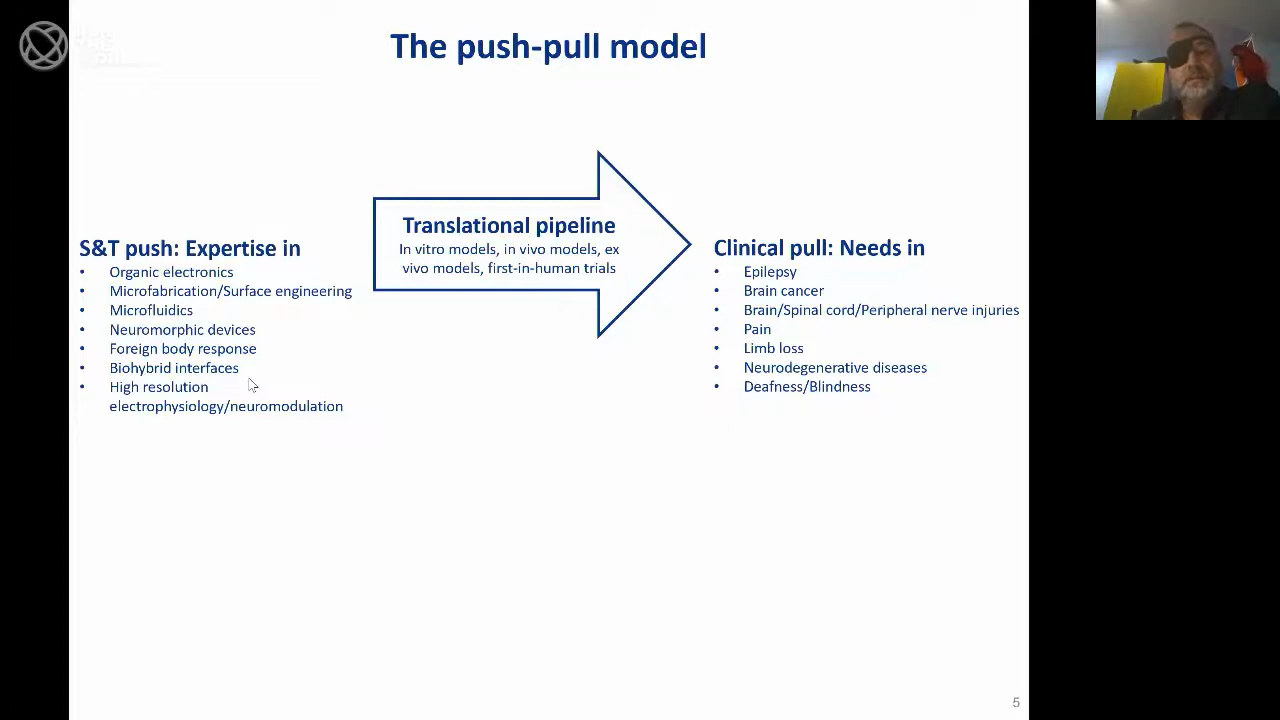 The push-pull model
S&T push: Expertise in
• Organic electronics
• Microfabrication/Surface engineering
• Microfluidics
• Neuromorphic devices
• Foreign body response
• Biohybrid interfaces
• High resolution
electrophysiology/neuromodulation
Translational pipeline
In vitro models, in vivo models, ex
vivo models, first-in-human trials
Clinical pull: Needs in
• Epilepsy
• Brain cancer
• Brain/Spinal cord/Peripheral nerve injuries
• Pain
• Limb loss
• Neurodegenerative diseases
• Deafness/Blindness
5